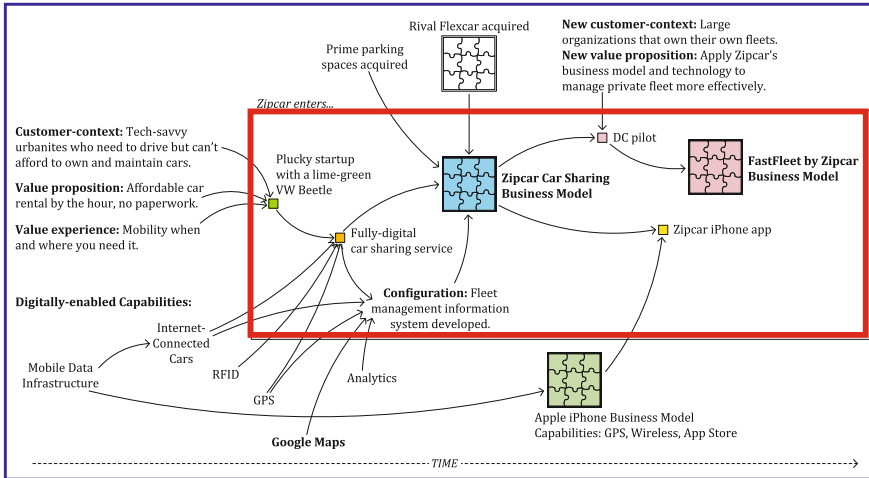 Rival Flexcar acquired
Prime parking
spaces acquired
New customer-context: Large
organizations that own their own fleets.
New value proposition: Apply Zipcar's
business model and technology to
manage private fleet more effectively.
Zipcar enters...
Customer-context: Tech-savvy
urbanites who need to drive but can't
afford to own and maintain cars.
Value proposition: Affordable car
rental by the hour, no paperwork.
Value experience: Mobility when
and where you need it.
Plucky startup
with a lime-green
VW Beetle
Fully-digital
car sharing service
Zipcar Car Sharing
Business Model
DC pilot
FastFleet by Zipcar
Business Model
Zipcar iPhone app
Configuration: Fleet
management information
system developed.
Digitally-enabled Capabilities:
Internet-
Connected
Cars
Mobile Data
Infrastructure
RFID
GPS
Analytics
Google Maps
Apple iPhone Business Model
Capabilities: GPS, Wireless, App Store
TIME